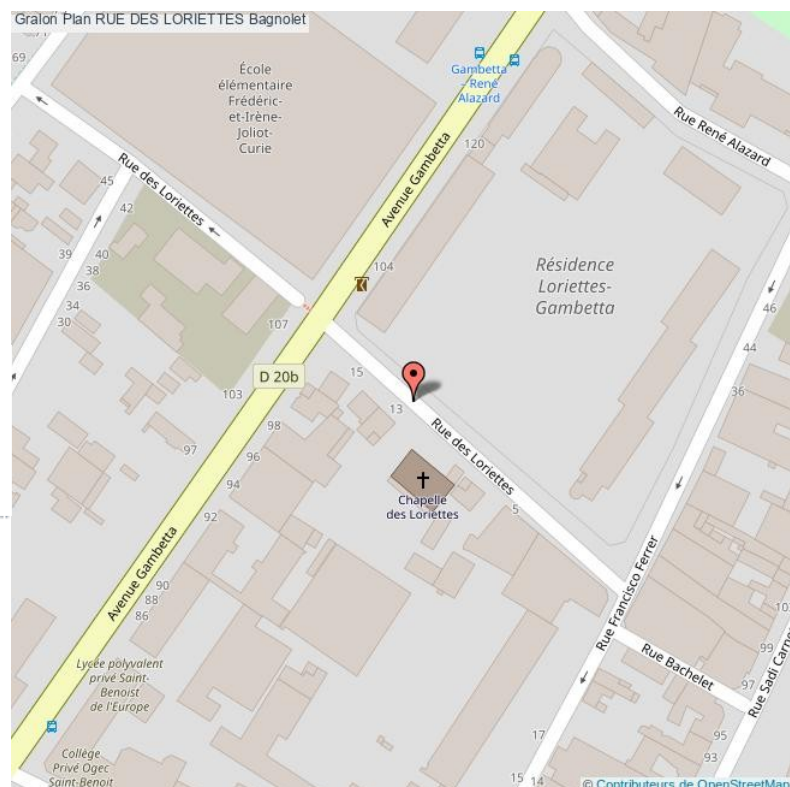 Gralon Plan RUE DES LORIETTES Bagnolet
69
École
élémentaire
Frédéric-
et-Irène-
Joliot-
Curie
Gambetta
- René
Alazard
Rue René Alazard
120
Avenue Gambetta
Rue des Loriettes
45
42
39
40
38
36
34
30
104
107
Résidence
Loriettes-
Gambetta
46
44
36
D 20b
103
15
13
98
97
96
94
92
Rue des Loriettes
Chapelle
des Loriettes
5
Avenue Gambetta
90
88
86
Rue Francisco Ferrer
Rue Bachelet
99
97
95
93
Rue Sadi Carno
Lycée polyvalent
privé Saint-
Benoist
de l'Europe
17
15
14
Collège
Privé Ogec
Saint-Benoit
© Contributeurs de OpenStreetMap